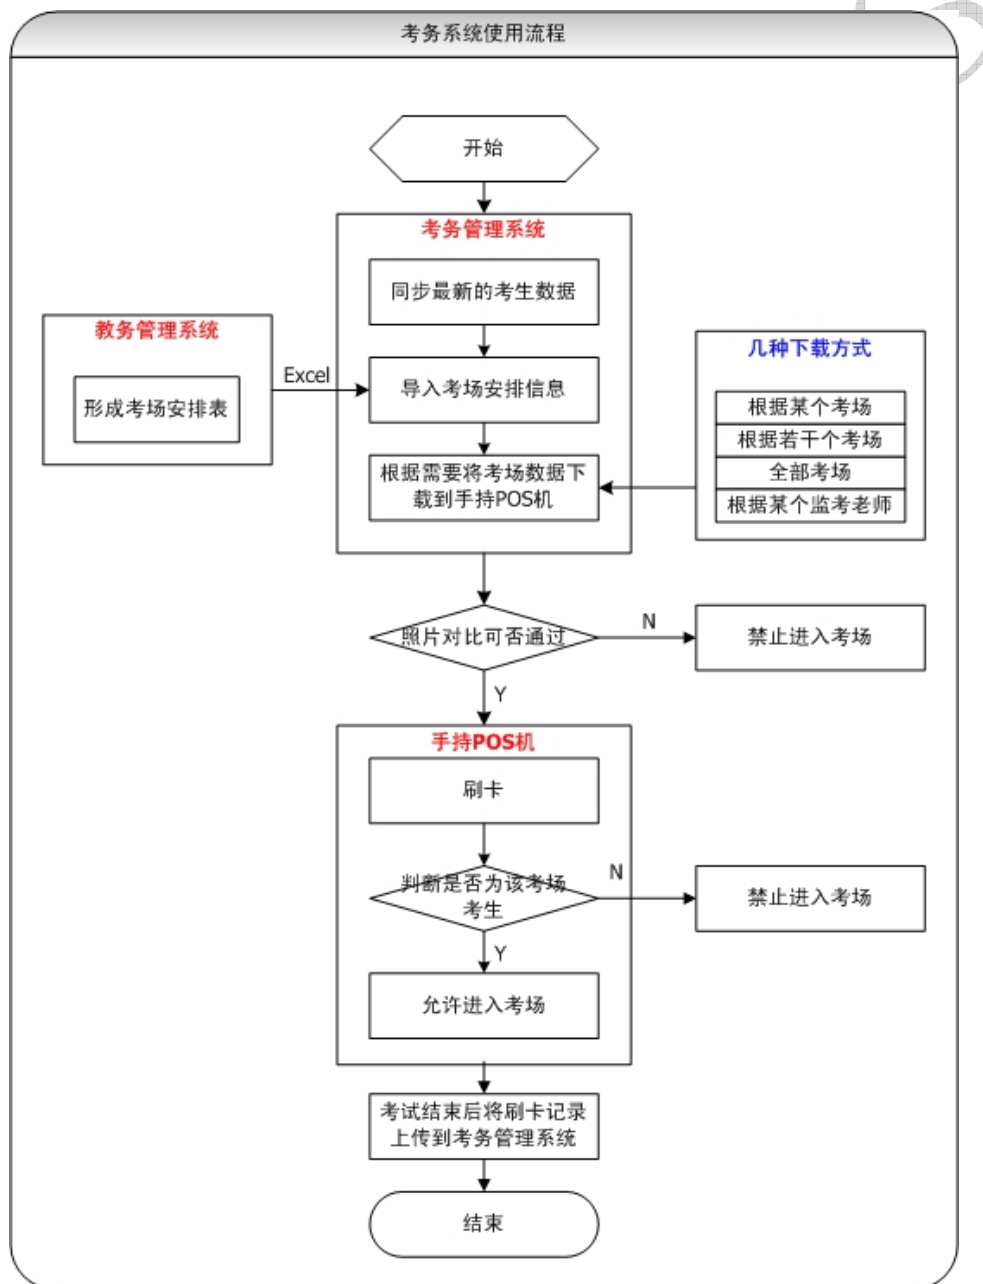 考务系统使用流程
开始
考务管理系统
同步最新的考生数据
教务管理系统
形成考场安排表
Excel
导入考场安排信息
几种下载方式
根据某个考场
根据若干个考场
全部考场
根据某个监考老师
根据需要将考场数据下
载到手持POS机
照片对比可否通过
N
禁止进入考场
Y
手持POS机
刷卡
判断是否为该考场
考生
N
禁止进入考场
Y
允许进入考场
考试结束后将刷卡记录
上传到考务管理系统
结束